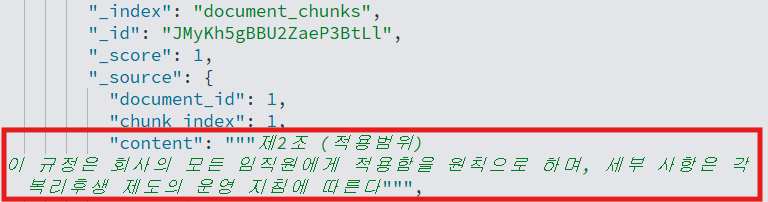 "_index": "document_chunks",
"_id": "JMyKh5gBBU2ZaeP3BtLl",
"_score": 1,
"_source": {
"document_id": 1,
"chunk_index": 1,
"content": """제2조 (적용범위)
이 규정은 회사의 모든 임직원에게 적용함을 원칙으로 하며, 세부 사항은 각
복리후생 제도의 운영 지침에 따른다""",